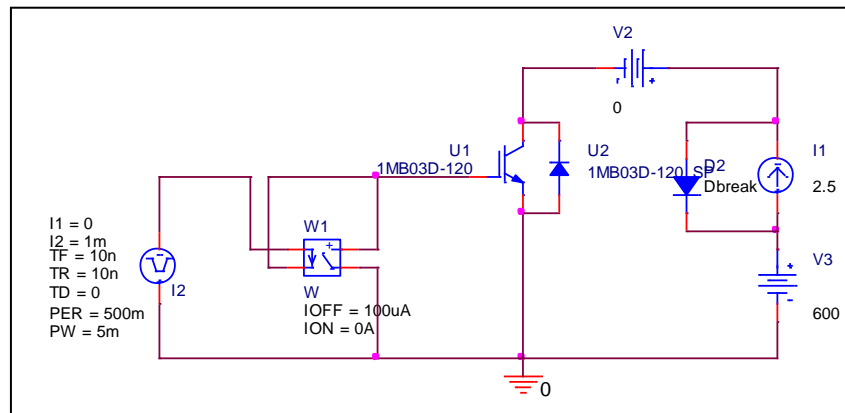 V2
0
U1
1MB03D-120
U2
1MB03D-120_SP
D2
Dbreak
I1
2.5
I1 = 0
I2 = 1m
TF = 10n
TR = 10n
TD = 0
PER = 500m
PW = 5m
I2
W1
W
IOFF = 100uA
ION = 0A
V3
600
0